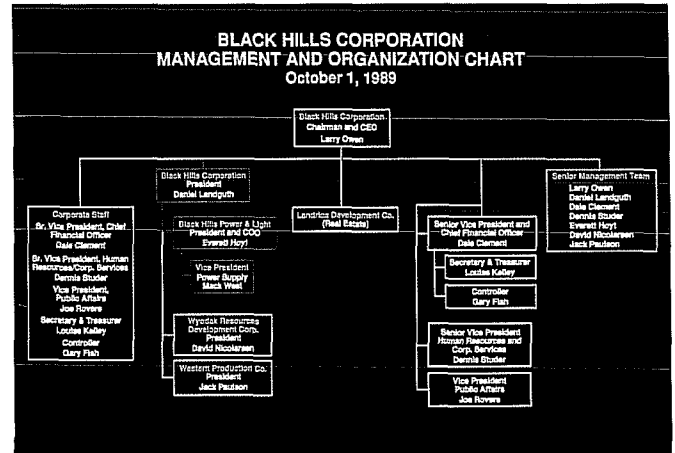 BLACK HILLS CORPORATION
MANAGEMENT AND ORGANIZATION CHART
October 1, 1989
Black Hills Corporation
Chairman and CEO
Larry Owen
Black Hills Corporation
President
Daniel Landguth
Senior Management Team
Larry Owen
Daniel Landguth
Dale Clement
Dennis Studer
Everett Hoyt
David Nicolarsen
Jack Paulson
Corporate Staff
Sr. Vice President, Chief
Financial Officer
Dale Clement
Sr. Vice President, Human
Resources/Corp. Services
Dennis Studer
Vice President,
Public Affairs
Joe Rovere
Secretary & Treasurer
Louise Kelley
Controller
Gary Fish
Black Hills Power & Light
President and COO
Everett Hoyt
Vice President
Power Supply
Mack West
Wyodak Resources
Development Corp.
President
David Nicolarsen
Western Production Co.
President
Jack Paulson
Landrica Development Co.
(Real Estate)
Senior Vice President and
Chief Financial Officer
Dale Clement
Secretary & Treasurer
Louise Kelley
Controller
Gary Fish
Senior Vice President
Human Resources and
Corp. Services
Dennis Studer
Vice President
Public Affairs
Joe Rovere